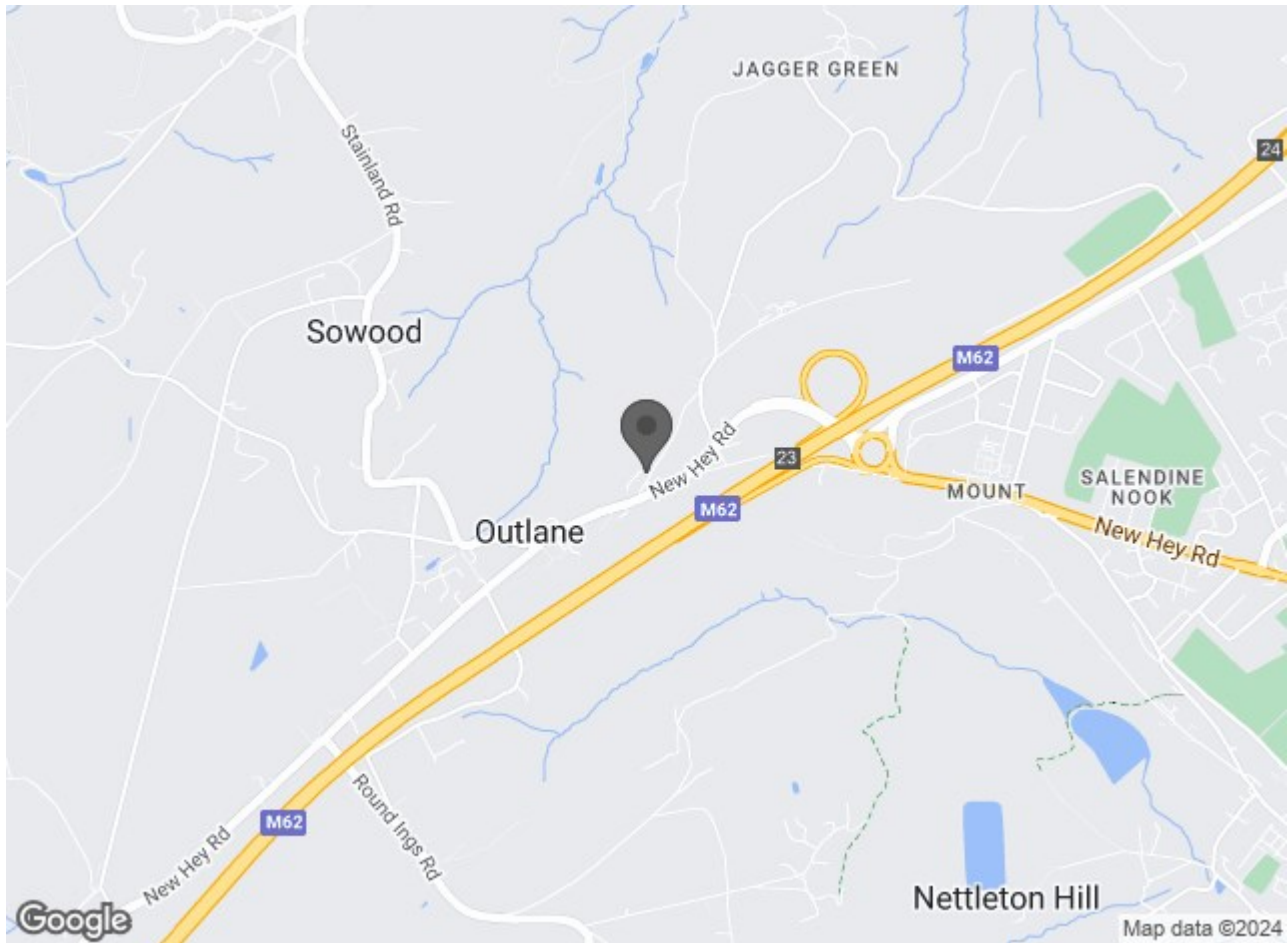 JAGGER GREEN
24
Stainland Rd
Sowood
M62
New Hey Rd
23
SALENDINE
NOOK
MOUNT
M62
Outlane
New Hey Rd
Round Ings Rd
M62
New Hey Rd
Nettleton Hill
Google
Map data ©2024